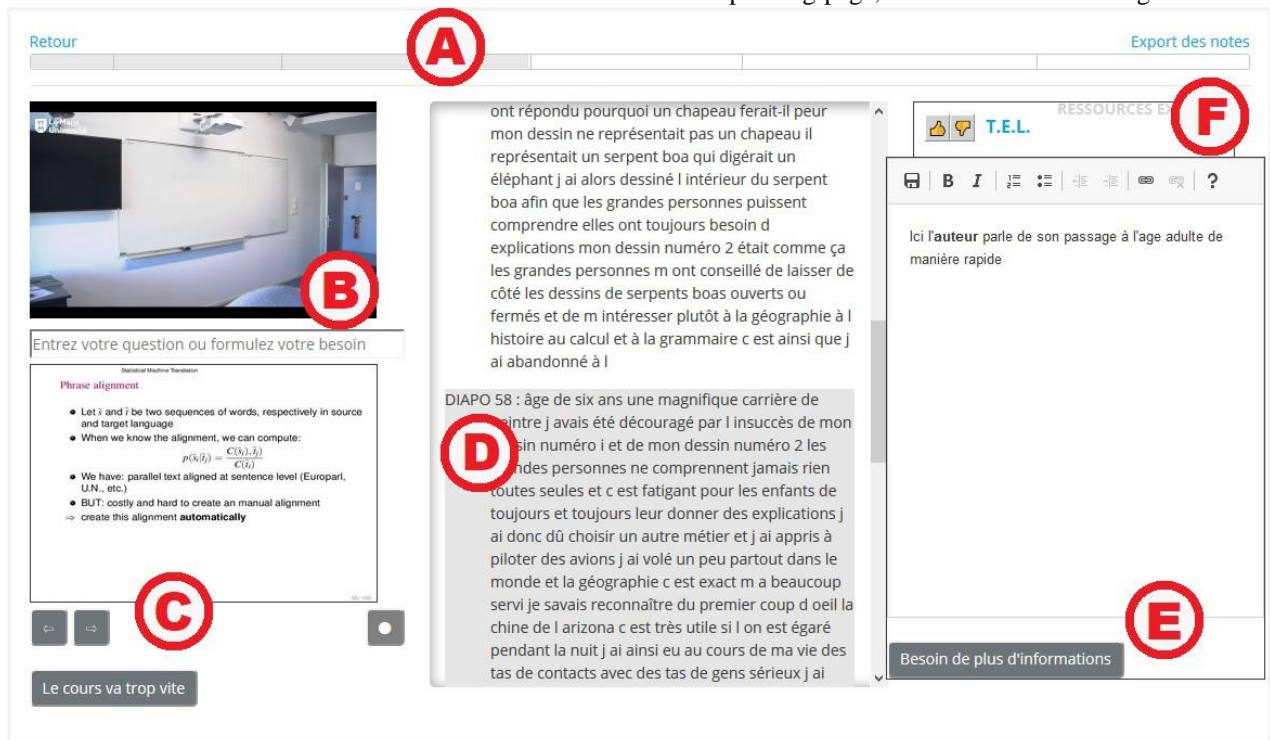 Retour
A
Export des notes
LeMans
Université
B
Entrez votre question ou formulez votre besoin
Statistical Machine Translation
Phrase alignment
● Let s̃ and t̃ be two sequences of words, respectively in source
and target language
● When we know the alignment, we can compute:
p(s̃ᵢ|t̃ⱼ) = C(s̃ᵢ), t̃ⱼ) / C(t̃ᵢ)
● We have: parallel text aligned at sentence level (Europarl,
U.N., etc.)
● BUT: costly and hard to create an manual alignment
⇒ create this alignment automatically
C
Le cours va trop vite
ont répondu pourquoi un chapeau ferait-il peur
mon dessin ne représentait pas un chapeau il
représentait un serpent boa qui digérait un
éléphant j ai alors dessiné l intérieur du serpent
boa afin que les grandes personnes puissent
comprendre elles ont toujours besoin d
explications mon dessin numéro 2 était comme ça
les grandes personnes m ont conseillé de laisser de
côté les dessins de serpents boas ouverts ou
fermés et de m intéresser plutôt à la géographie à l
histoire au calcul et à la grammaire c est ainsi que j
ai abandonné à l
DIAPO 58 : âge de six ans une magnifique carrière de
eintre j avais été découragé par l insuccès de mon
sin numéro i et de mon dessin numéro 2 les
ndes personnes ne comprennent jamais rien
toutes seules et c est fatigant pour les enfants de
toujours et toujours leur donner des explications j
ai donc dû choisir un autre métier et j ai appris à
piloter des avions j ai volé un peu partout dans le
monde et la géographie c est exact m a beaucoup
servi je savais reconnaître du premier coup d oeil la
chine de l arizona c est très utile si l on est égaré
pendant la nuit j ai ainsi eu au cours de ma vie des
tas de contacts avec des tas de gens sérieux j ai
D
RESSOURCES
F
T.E.L.
B I ?
Ici l'auteur parle de son passage à l'age adulte de
manière rapide
E
Besoin de plus d'informations